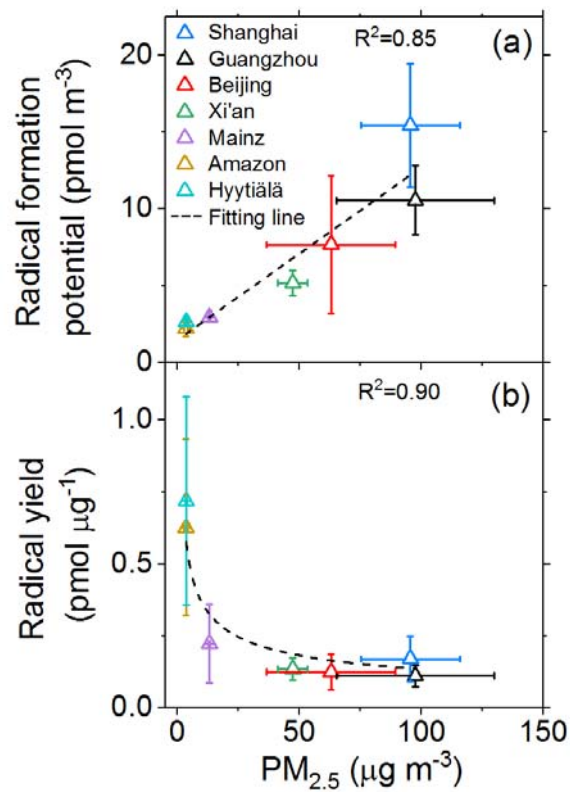 Shanghai
Guangzhou
Beijing
Xi'an
Mainz
Amazon
Hyytiälä
Fitting line
R²=0.85
(a)
Radical formation
potential (pmol m⁻³)
20
10
0
R²=0.90
(b)
Radical yield
(pmol μg⁻¹)
1.0
0.5
0.0
0 50 100 150
PM₂.₅ (μg m⁻³)